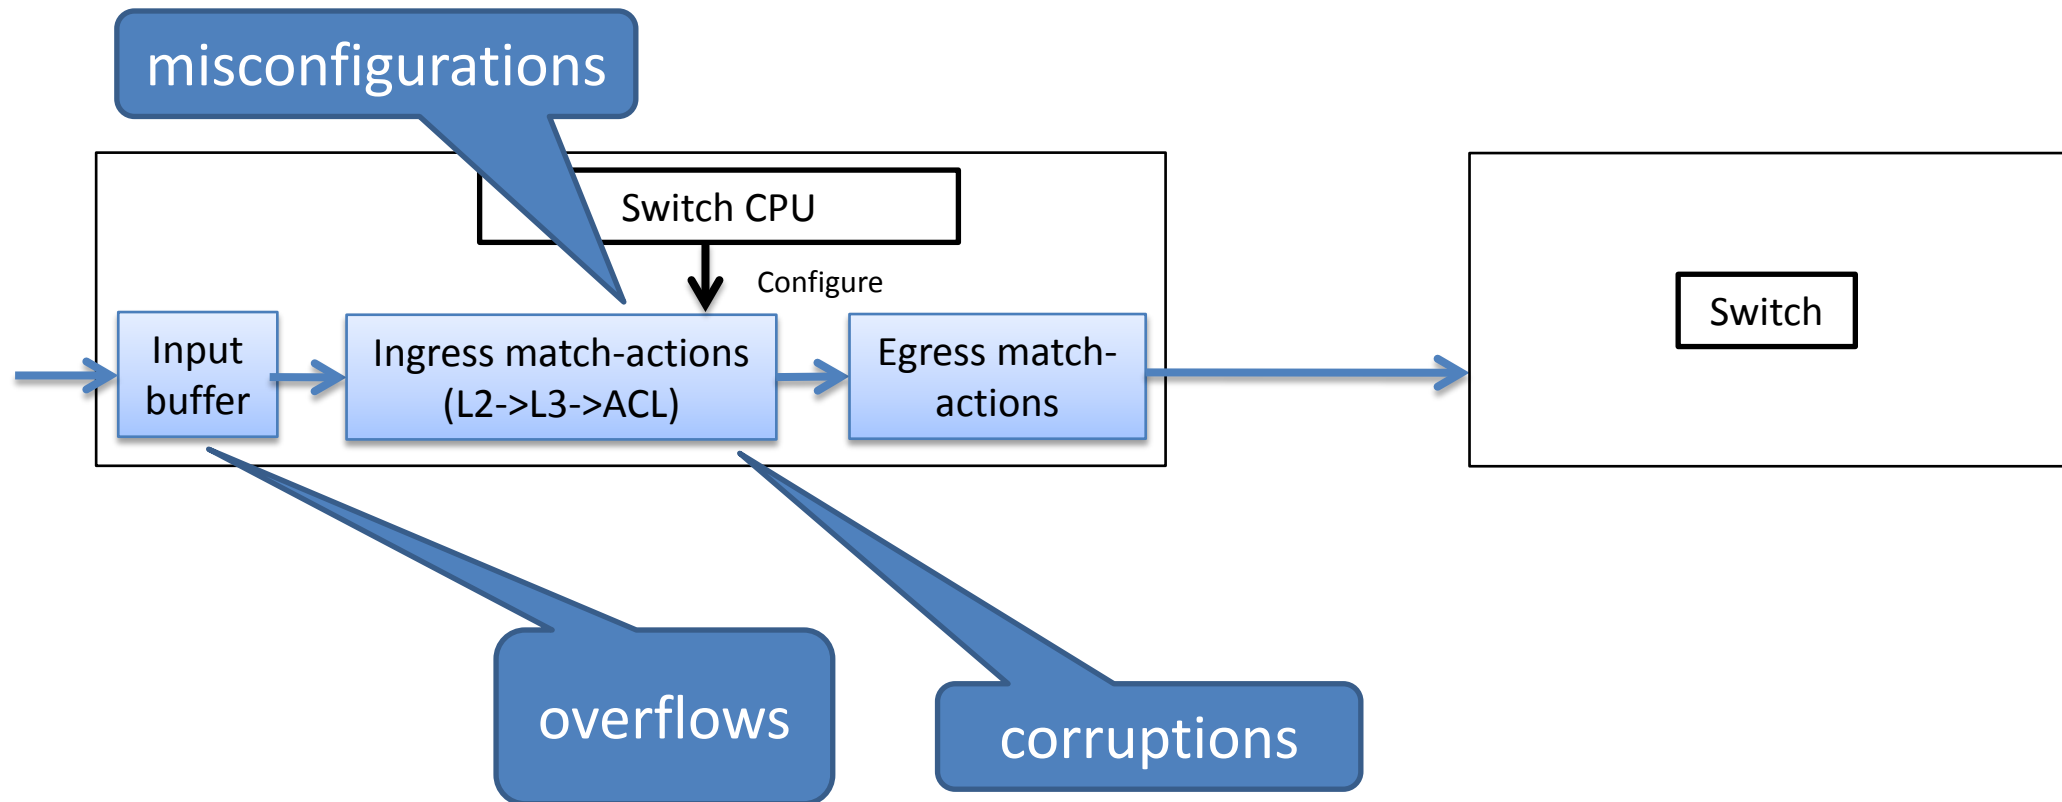 misconfigurations
Switch CPU
Configure
Input
buffer
Ingress match-actions
(L2->L3->ACL)
Egress match-
actions
Switch
overflows
corruptions